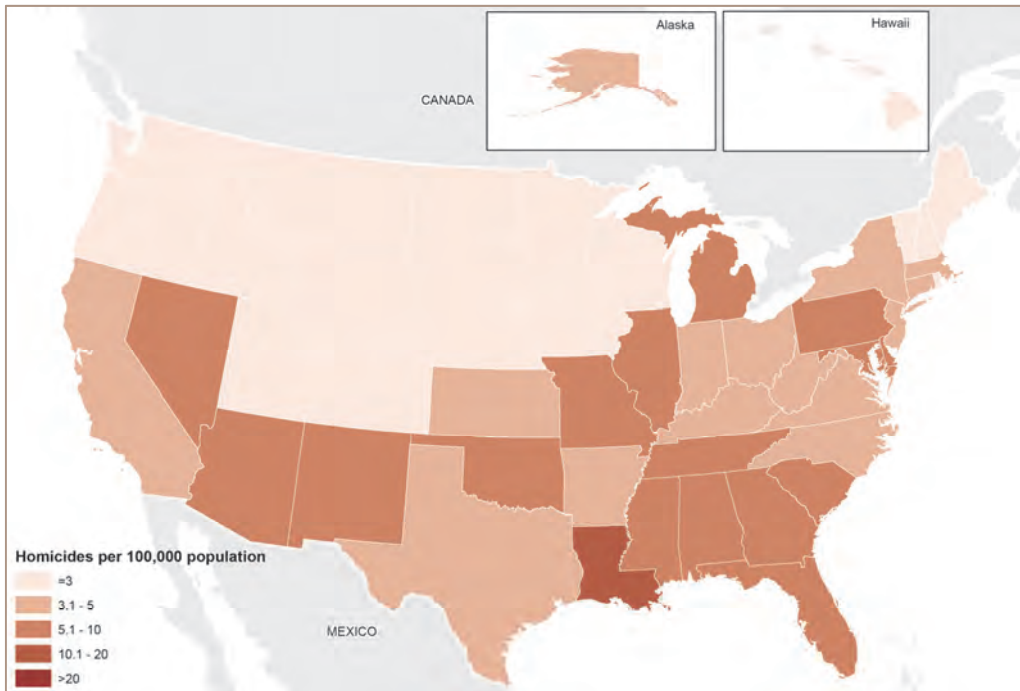 Alaska
Hawaii
CANADA
Homicides per 100,000 population
=3
3.1 - 5
5.1 - 10
10.1 - 20
>20
MEXICO